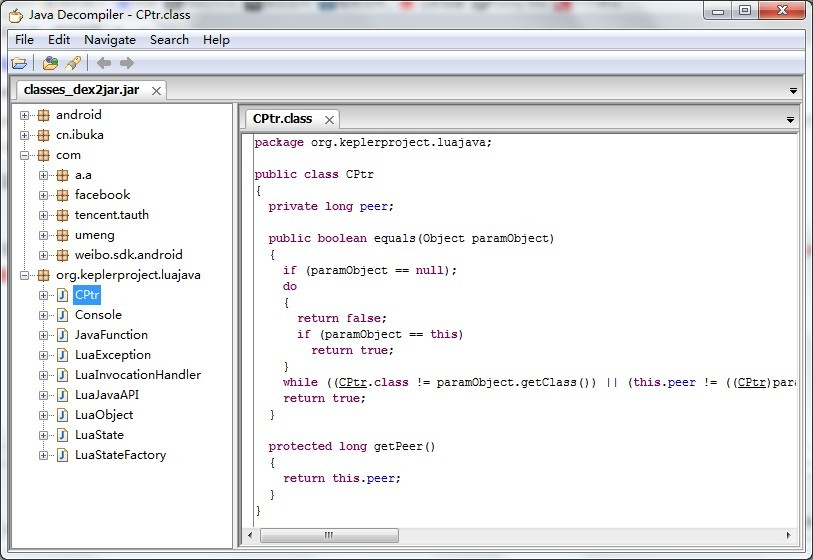 Java Decompiler - CPtr.class
File Edit Navigate Search Help
classes_dex2jar.jar
android
cn.ibuka
com
a.a
facebook
tencent.tauth
umeng
weibo.sdk.android
org.keplerproject.luajava
CPtr
Console
JavaFunction
LuaException
LuaInvocationHandler
LuaJavaAPI
LuaObject
LuaState
LuaStateFactory
CPtr.class
package org.keplerproject.luajava;
public class CPtr
{
private long peer;
public boolean equals(Object paramObject)
{
if (paramObject == null);
do
{
return false;
if (paramObject == this)
return true;
}
while ((CPtr.class != paramObject.getClass()) || (this.peer != ((CPtr)para
return true;
}
protected long getPeer()
{
return this.peer;
}
}